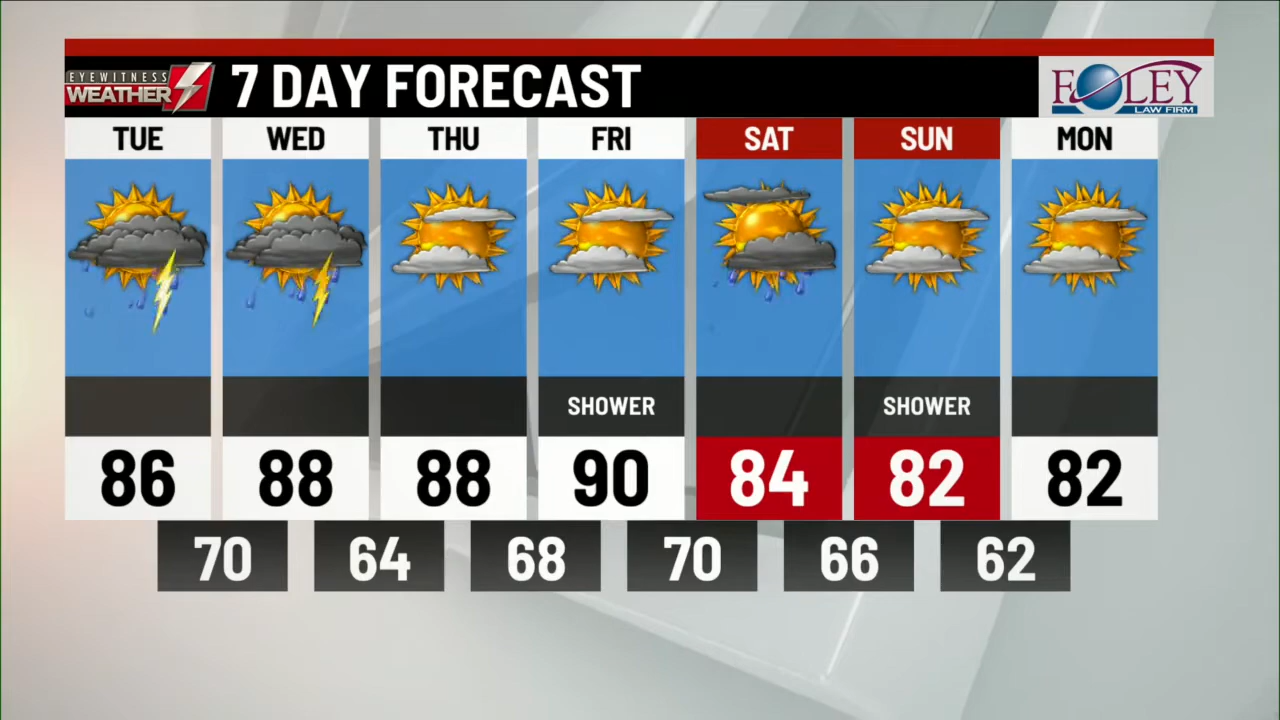 EYEWITNESS
WEATHER
7 DAY FORECAST
FOLEY
LAW FIRM
TUE WED THU FRI SAT SUN MON
SHOWER SHOWER
86 88 88 90 84 82 82
70 64 68 70 66 62